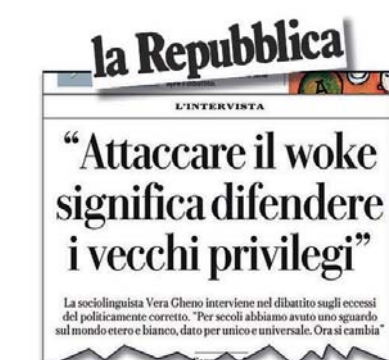 la Repubblica
L'INTERVISTA
“Attaccare il woke
significa difendere
i vecchi privilegi”
La sociolinguista Vera Gheno interviene nel dibattito sugli eccessi
del politicamente corretto. "Per secoli abbiamo avuto uno sguardo
sul mondo etero e bianco, dato per unico e universale. Ora si cambia"